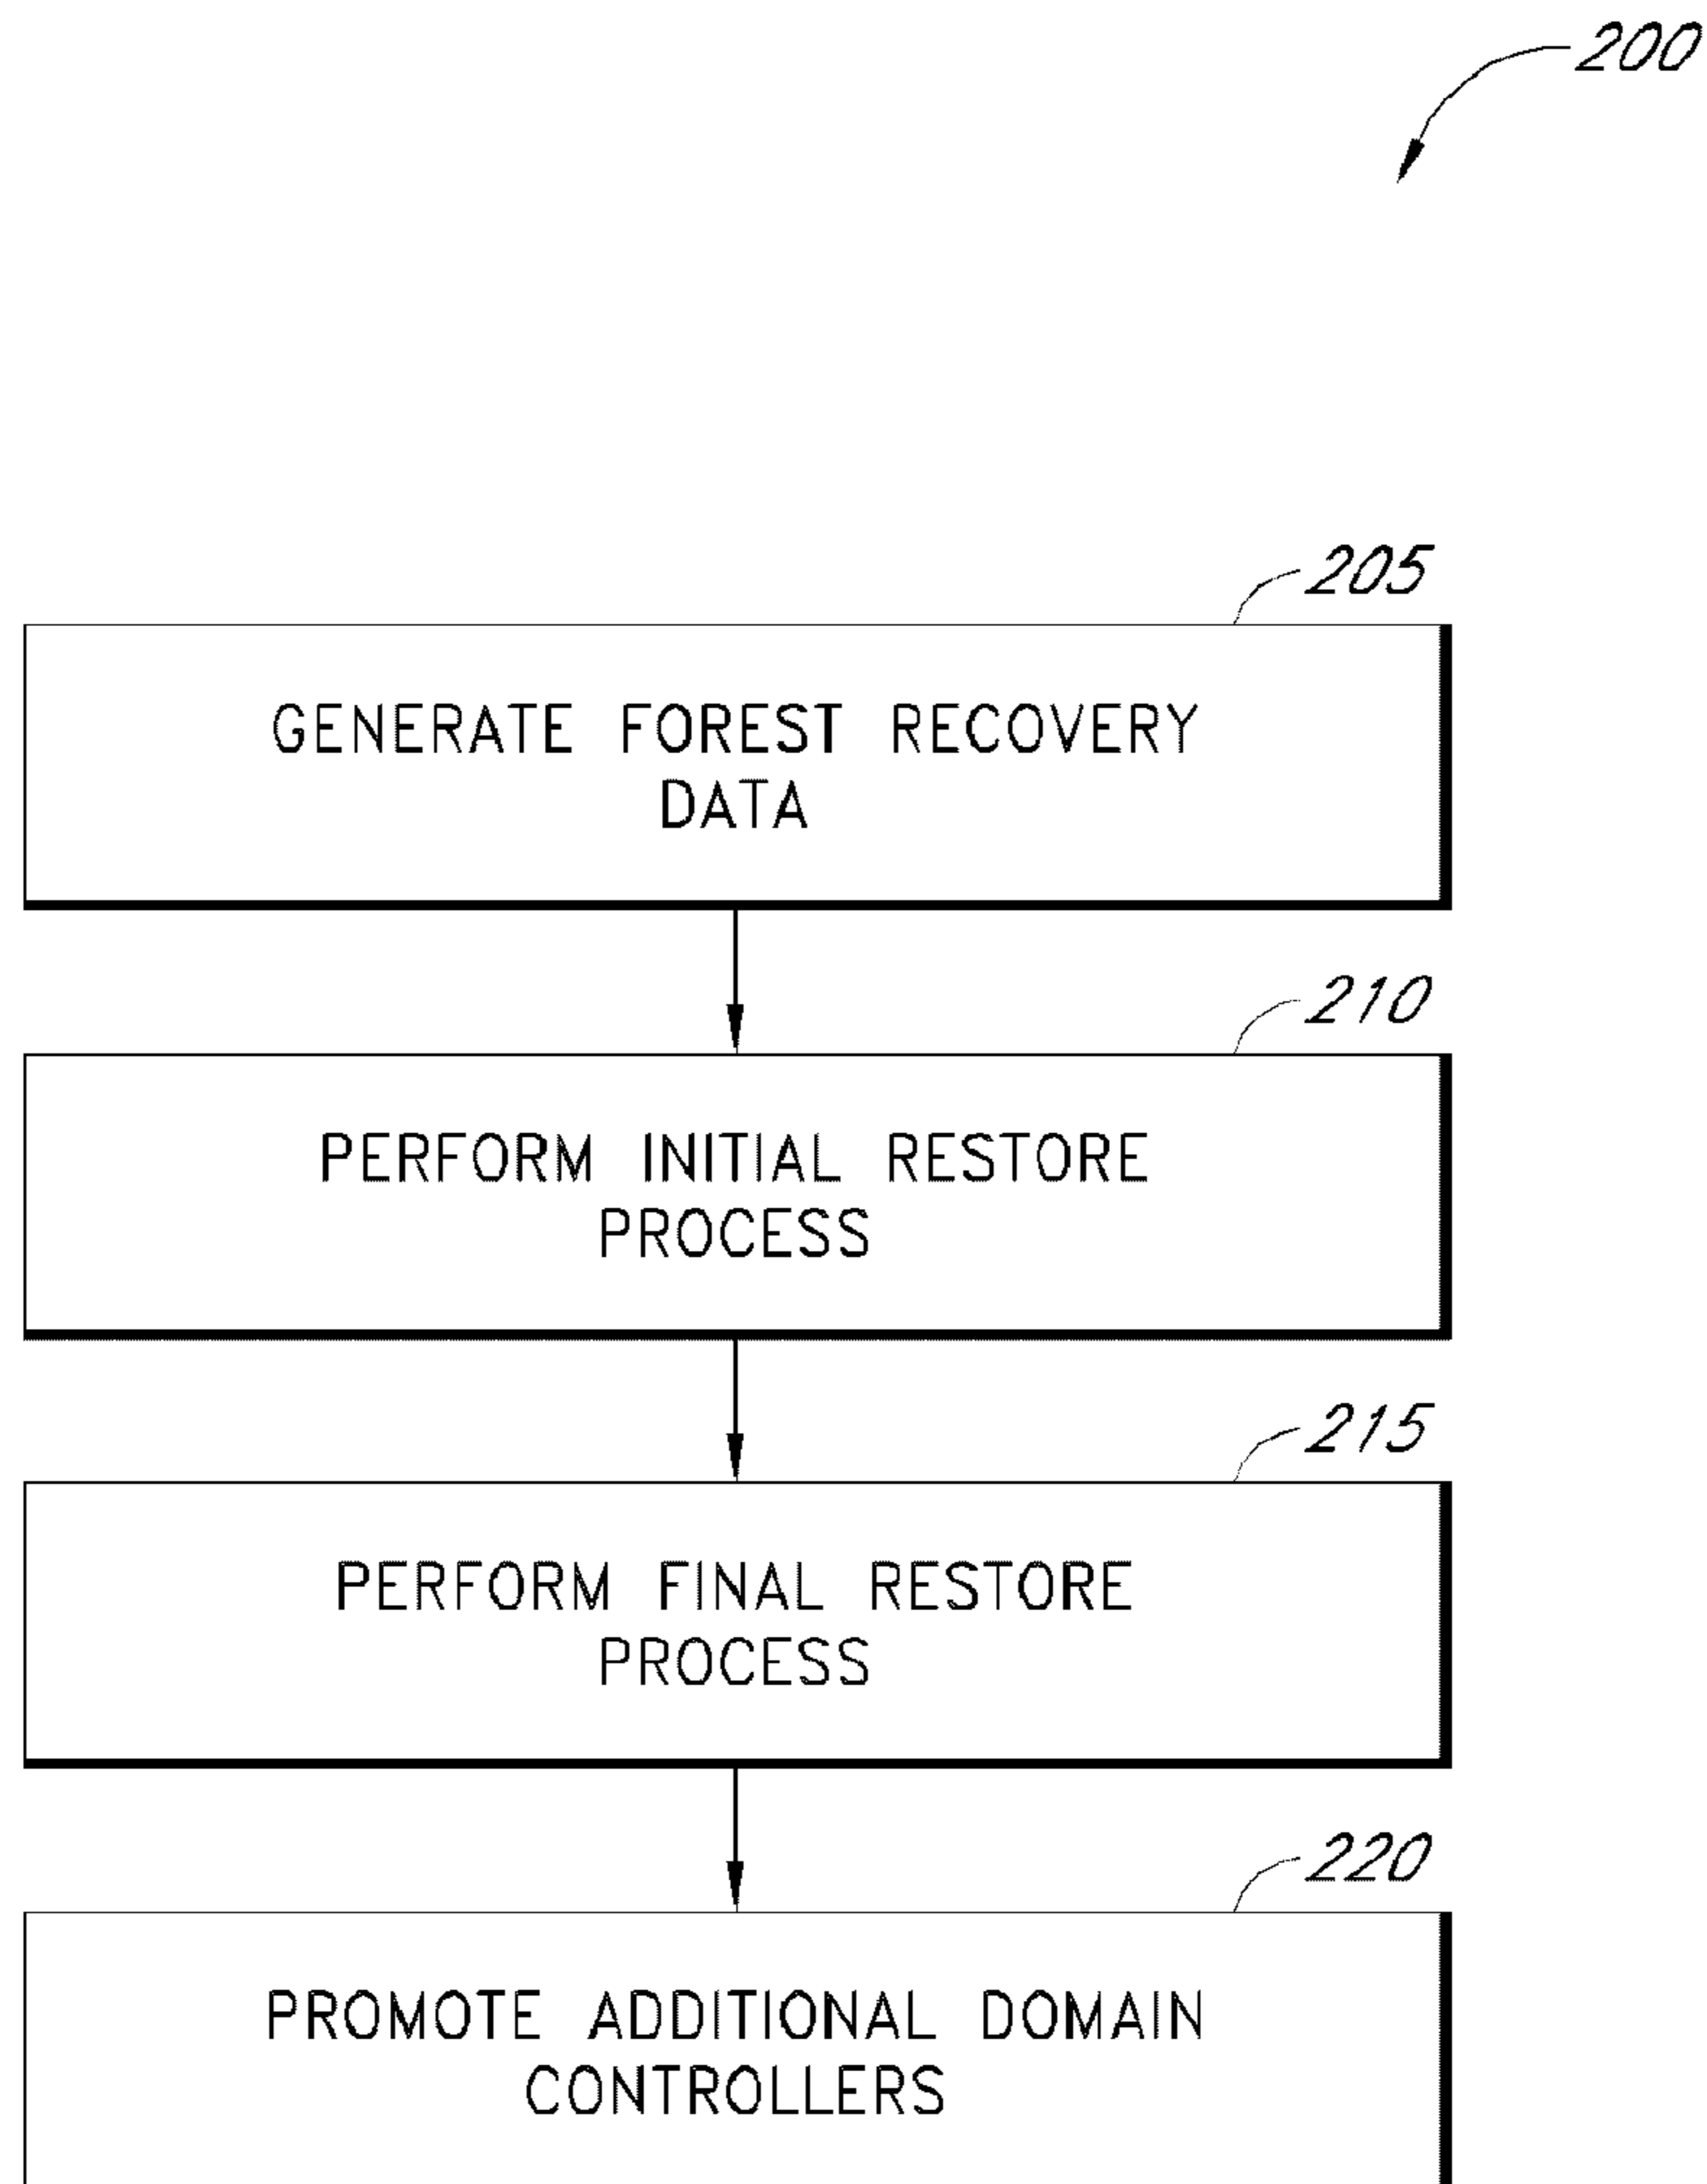 200
205
GENERATE FOREST RECOVERY
DATA
210
PERFORM INITIAL RESTORE
PROCESS
215
PERFORM FINAL RESTORE
PROCESS
220
PROMOTE ADDITIONAL DOMAIN
CONTROLLERS